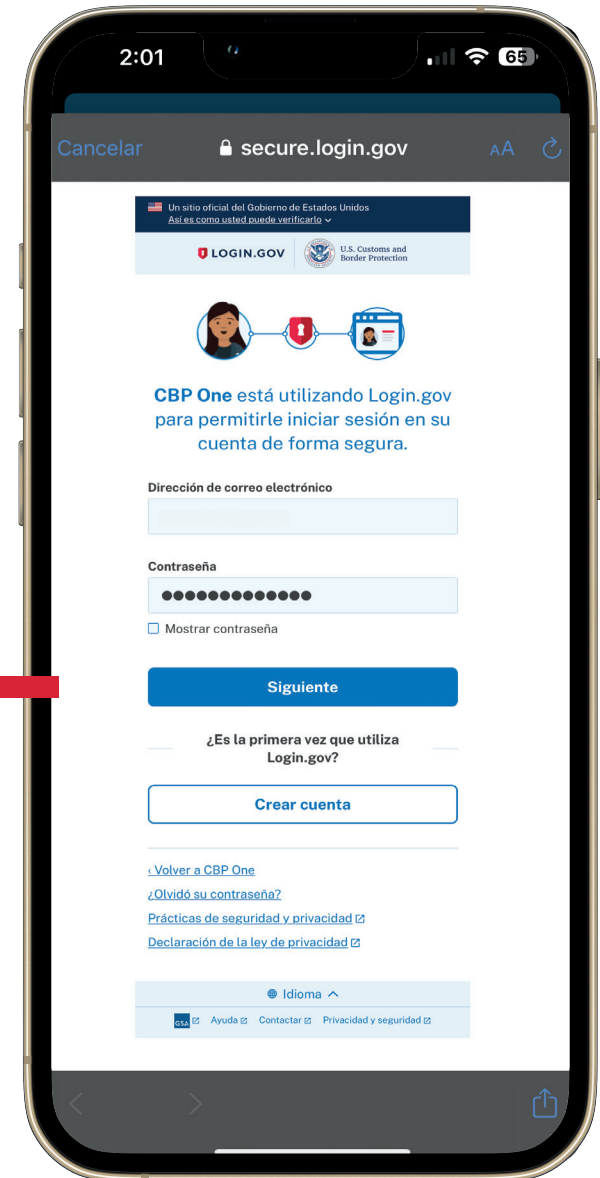 2:01
65
Cancelar
secure.login.gov
AA
Un sitio oficial del Gobierno de Estados Unidos
Así es como usted puede verificarlo
LOGIN.GOV
U.S. Customs and
Border Protection
CBP One está utilizando Login.gov
para permitirle iniciar sesión en su
cuenta de forma segura.
Dirección de correo electrónico
Contraseña
●●●●●●●●●●●●●
Mostrar contraseña
Siguiente
¿Es la primera vez que utiliza
Login.gov?
Crear cuenta
‹ Volver a CBP One
¿Olvidó su contraseña?
Prácticas de seguridad y privacidad
Declaración de la ley de privacidad
Idioma
GSA Ayuda Contactar Privacidad y seguridad